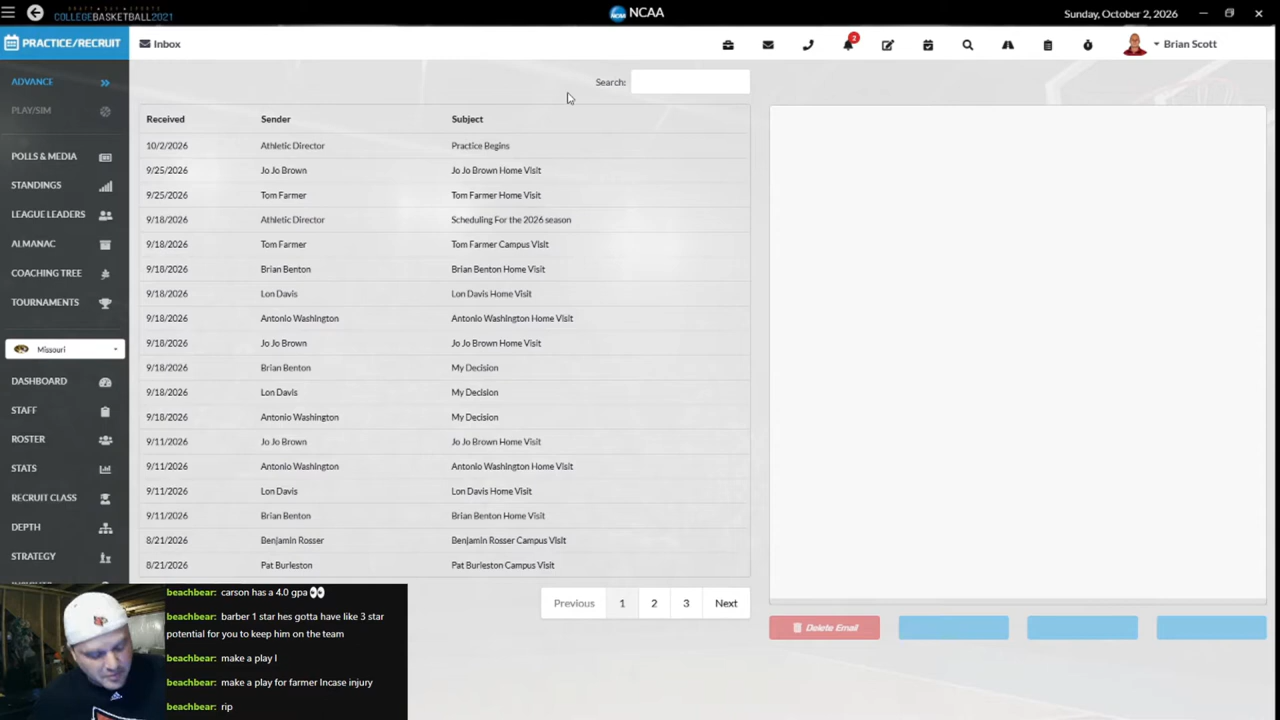 DRAFT DAY SPORTS
COLLEGEBASKETBALL2021
NCAA
Sunday, October 2, 2026
PRACTICE/RECRUIT
Inbox
2
Brian Scott
ADVANCE
PLAY/SIM
POLLS & MEDIA
STANDINGS
LEAGUE LEADERS
ALMANAC
COACHING TREE
TOURNAMENTS
Missouri
DASHBOARD
STAFF
ROSTER
STATS
RECRUIT CLASS
DEPTH
STRATEGY
Search:
Received Sender Subject
10/2/2026 Athletic Director Practice Begins
9/25/2026 Jo Jo Brown Jo Jo Brown Home Visit
9/25/2026 Tom Farmer Tom Farmer Home Visit
9/18/2026 Athletic Director Scheduling For the 2026 season
9/18/2026 Tom Farmer Tom Farmer Campus Visit
9/18/2026 Brian Benton Brian Benton Home Visit
9/18/2026 Lon Davis Lon Davis Home Visit
9/18/2026 Antonio Washington Antonio Washington Home Visit
9/18/2026 Jo Jo Brown Jo Jo Brown Home Visit
9/18/2026 Brian Benton My Decision
9/18/2026 Lon Davis My Decision
9/18/2026 Antonio Washington My Decision
9/11/2026 Jo Jo Brown Jo Jo Brown Home Visit
9/11/2026 Antonio Washington Antonio Washington Home Visit
9/11/2026 Lon Davis Lon Davis Home Visit
9/11/2026 Brian Benton Brian Benton Home Visit
8/21/2026 Benjamin Rosser Benjamin Rosser Campus Visit
8/21/2026 Pat Burleston Pat Burleston Campus Visit
Previous 1 2 3 Next
Delete Email
beachbear: carson has a 4.0 gpa 👀
beachbear: barber 1 star hes gotta have like 3 star
potential for you to keep him on the team
beachbear: make a play l
beachbear: make a play for farmer Incase injury
beachbear: rip